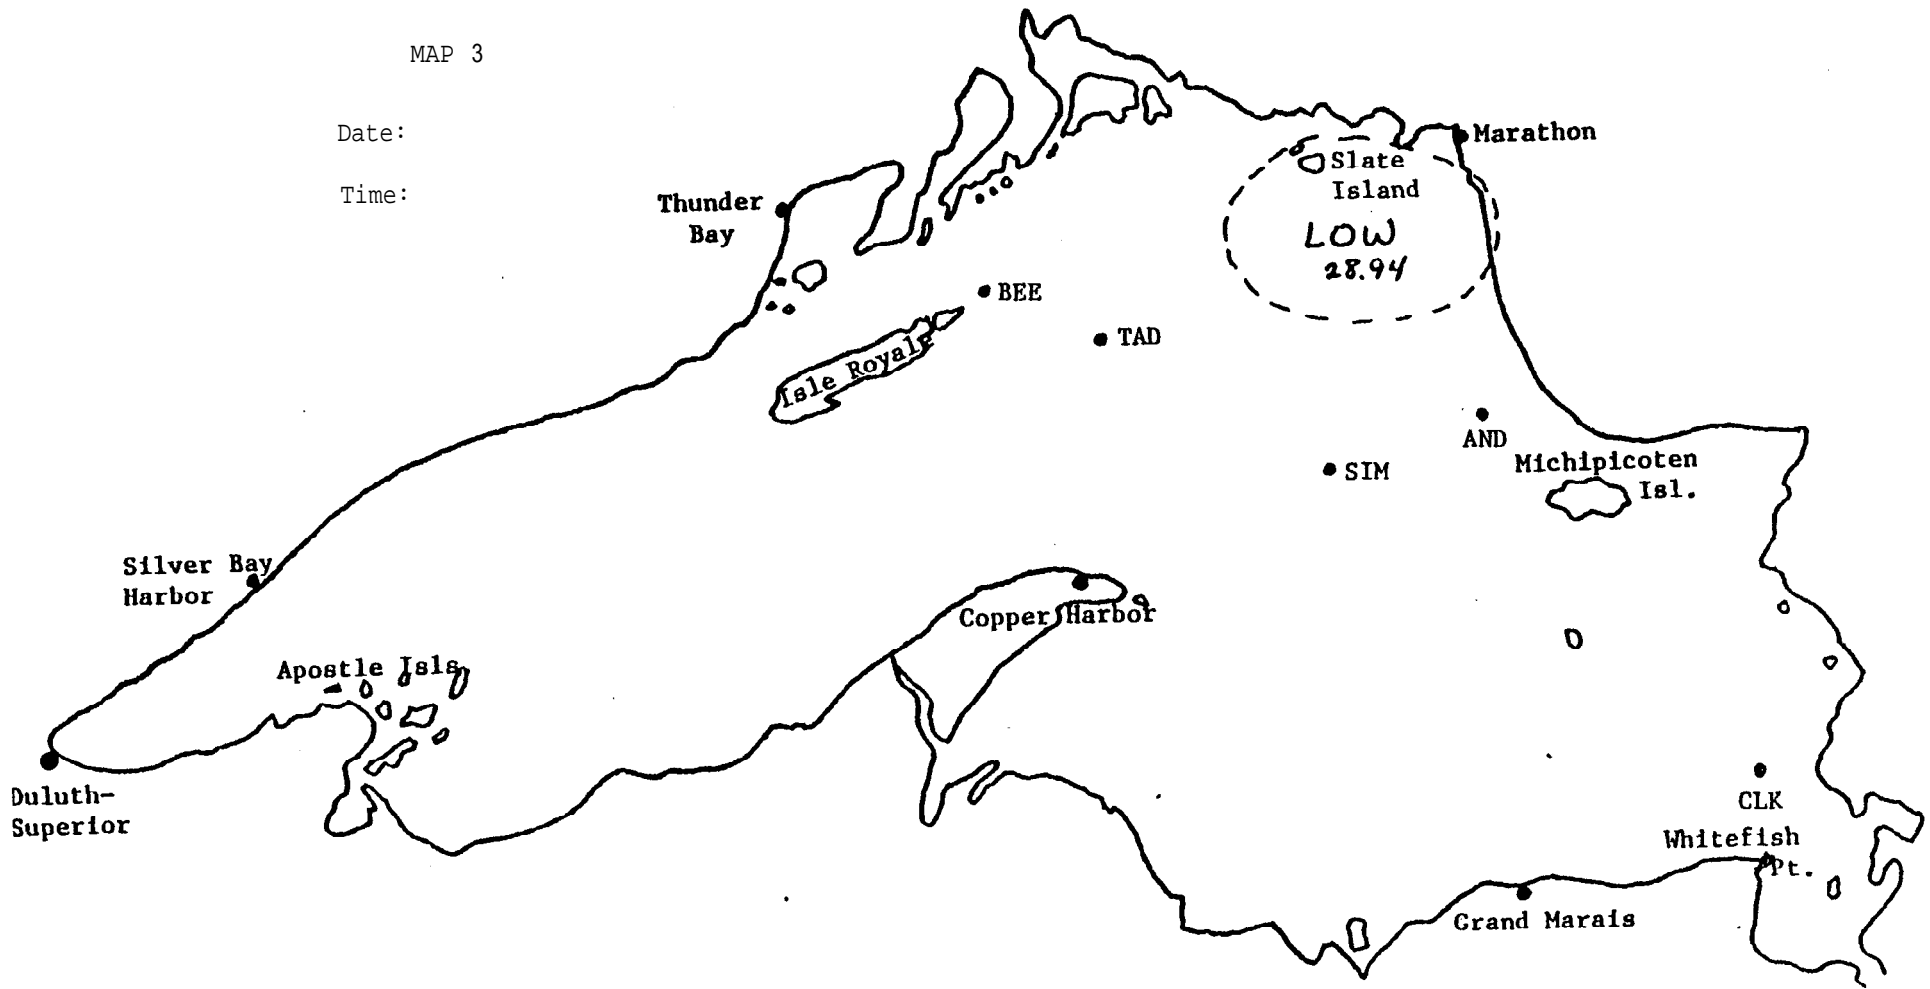 MAP 3
Date:
Time:
Marathon
Slate
Island
LOW
28.94
Thunder
Bay
BEE
TAD
Isle Royale
AND
Michipicoten
Isl.
SIM
Silver Bay
Harbor
Copper Harbor
Apostle Isls
Duluth-
Superior
CLK
Whitefish
Pt.
Grand Marais